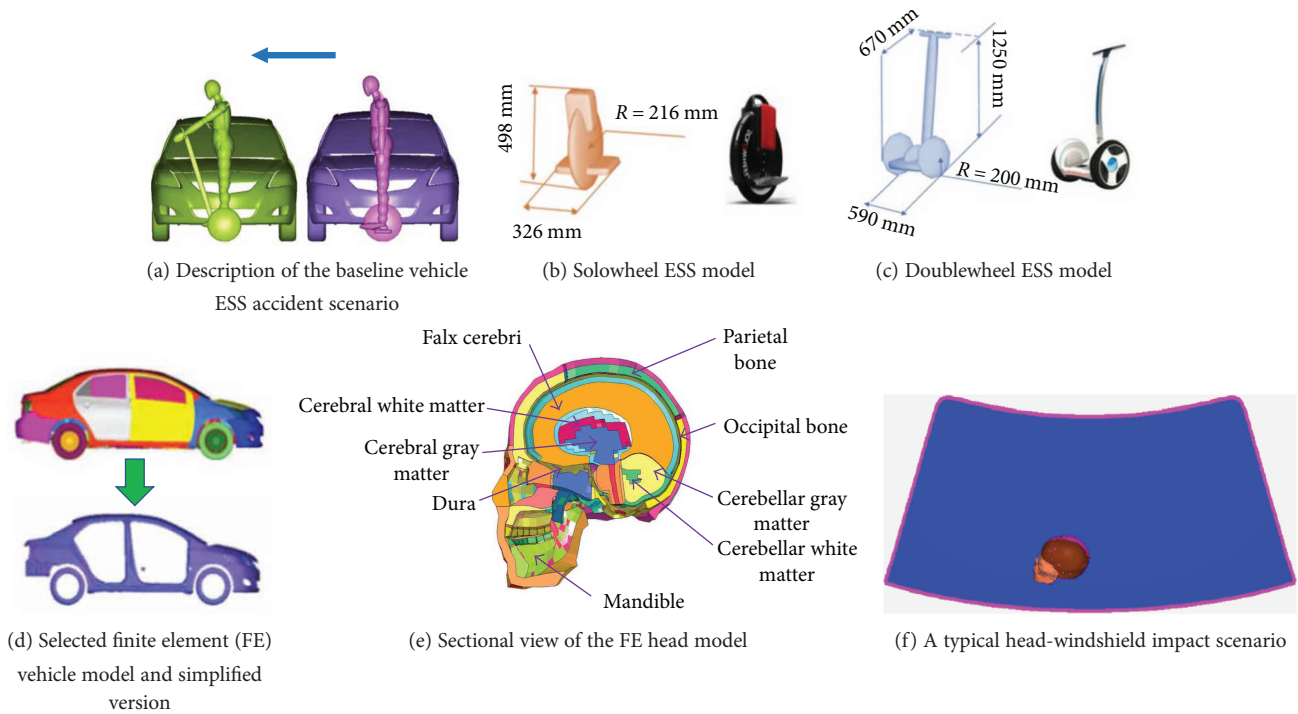 498 mm
R = 216 mm
326 mm
670 mm
1250 mm
R = 200 mm
590 mm
(a) Description of the baseline vehicle
ESS accident scenario
(b) Solowheel ESS model
(c) Doublewheel ESS model
Falx cerebri
Cerebral white matter
Cerebral gray
matter
Dura
Parietal
bone
Occipital bone
Cerebellar gray
matter
Cerebellar white
matter
Mandible
(d) Selected finite element (FE)
vehicle model and simplified
version
(e) Sectional view of the FE head model
(f) A typical head-windshield impact scenario